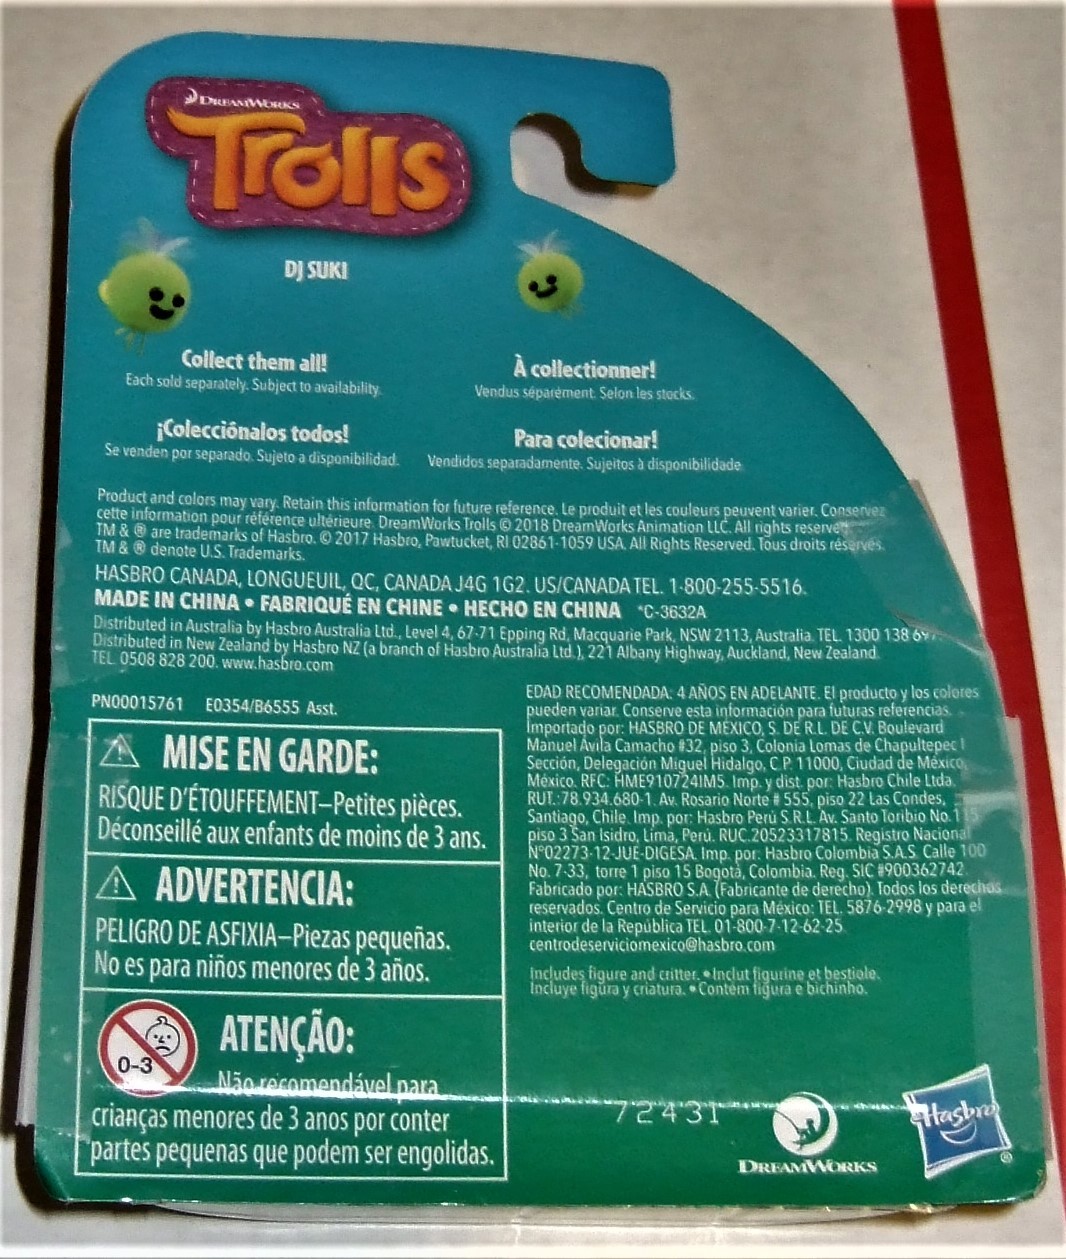 DREAMWORKS
Trolls
DJ SUKI
Collect them all!
Each sold separately. Subject to availability.
À collectionner!
Vendus séparément. Selon les stocks.
¡Colecciónalos todos!
Se venden por separado. Sujeto a disponibilidad.
Para colecionar!
Vendidos separadamente. Sujeitos à disponibilidade.
Product and colors may vary. Retain this information for future reference. Le produit et les couleurs peuvent varier. Conservez
cette information pour référence ultérieure. DreamWorks Trolls © 2018 DreamWorks Animation LLC. All rights reserved.
TM & ® are trademarks of Hasbro. © 2017 Hasbro, Pawtucket, RI 02861-1059 USA. All Rights Reserved. Tous droits réservés.
TM & ® denote U.S. Trademarks.
HASBRO CANADA, LONGUEUIL, QC, CANADA J4G 1G2. US/CANADA TEL. 1-800-255-5516.
MADE IN CHINA • FABRIQUÉ EN CHINE • HECHO EN CHINA *C-3632A
Distributed in Australia by Hasbro Australia Ltd., Level 4, 67-71 Epping Rd, Macquarie Park, NSW 2113, Australia. TEL. 1300 138
Distributed in New Zealand by Hasbro NZ (a branch of Hasbro Australia Ltd.), 221 Albany Highway, Auckland, New Zealand.
TEL. 0508 828 200. www.hasbro.com
PN00015761 E0354/B6555 Asst.
MISE EN GARDE:
RISQUE D'ÉTOUFFEMENT–Petites pièces.
Déconseillé aux enfants de moins de 3 ans.
ADVERTENCIA:
PELIGRO DE ASFIXIA–Piezas pequeñas.
No es para niños menores de 3 años.
0-3
ATENÇÃO:
Não recomendável para
crianças menores de 3 anos por conter
partes pequenas que podem ser engolidas.
EDAD RECOMENDADA: 4 AÑOS EN ADELANTE. El producto y los colores
pueden variar. Conserve esta información para futuras referencias.
Importado por: HASBRO DE MÉXICO, S. DE R.L. DE C.V. Boulevard
Manuel Ávila Camacho #32, piso 3, Colonia Lomas de Chapultepec I
Sección, Delegación Miguel Hidalgo, C.P. 11000, Ciudad de México,
México. RFC: HME910724IM5. Imp. y dist. por: Hasbro Chile Ltda.
RUT.:78.934.680-1. Av. Rosario Norte # 555, piso 22 Las Condes,
Santiago, Chile. Imp. por: Hasbro Perú S.R.L. Av. Santo Toribio No.115
piso 3 San Isidro, Lima, Perú. RUC.20523317815. Registro Nacional
N°02273-12-JUE-DIGESA. Imp. por: Hasbro Colombia S.A.S. Calle 100
No. 7-33, torre 1 piso 15 Bogotá, Colombia. Reg. SIC #900362742.
Fabricado por: HASBRO S.A. (Fabricante de derecho). Todos los derechos
reservados. Centro de Servicio para México: TEL. 5876-2998 y para el
interior de la República TEL. 01-800-7-12-62-25.
centrodeserviciomexico@hasbro.com
Includes figure and critter. • Inclut figurine et bestiole.
Incluye figura y criatura. • Contém figura e bichinho.
72431
DREAMWORKS
Hasbro
®